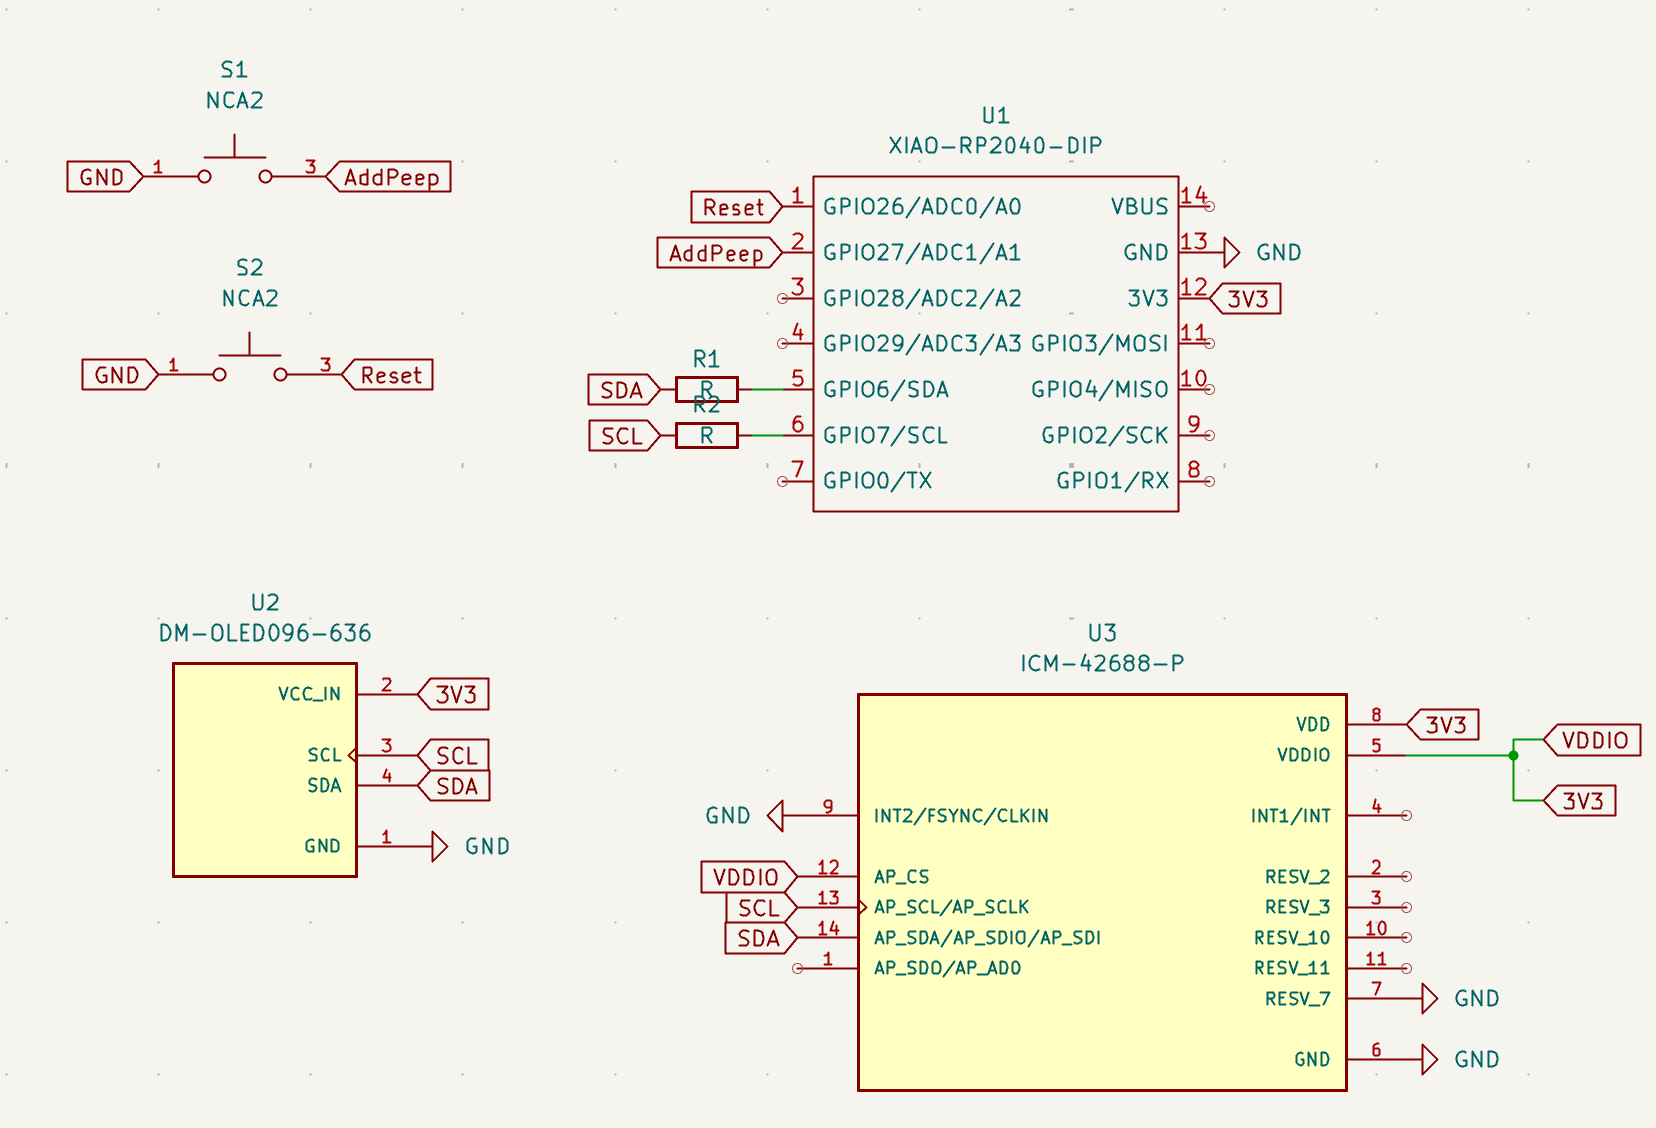 S1
NCA2
GND 1 3 AddPeep
S2
NCA2
GND 1 3 Reset
U1
XIAO-RP2040-DIP
Reset 1 GPIO26/ADC0/A0 VBUS 14
AddPeep 2 GPIO27/ADC1/A1 GND 13 GND
3 GPIO28/ADC2/A2 3V3 12 3V3
4 GPIO29/ADC3/A3 GPIO3/MOSI 11
R1
SDA R 5 GPIO6/SDA GPIO4/MISO 10
R2
SCL R 6 GPIO7/SCL GPIO2/SCK 9
7 GPIO0/TX GPIO1/RX 8
U2
DM-OLED096-636
VCC_IN 2 3V3
SCL 3 SCL
SDA 4 SDA
GND 1 GND
U3
ICM-42688-P
VDD 8 3V3
VDDIO 5 VDDIO
3V3
GND 9 INT2/FSYNC/CLKIN INT1/INT 4
VDDIO 12 AP_CS RESV_2 2
SCL 13 AP_SCL/AP_SCLK RESV_3 3
SDA 14 AP_SDA/AP_SDIO/AP_SDI RESV_10 10
1 AP_SDO/AP_AD0 RESV_11 11
RESV_7 7 GND
GND 6 GND